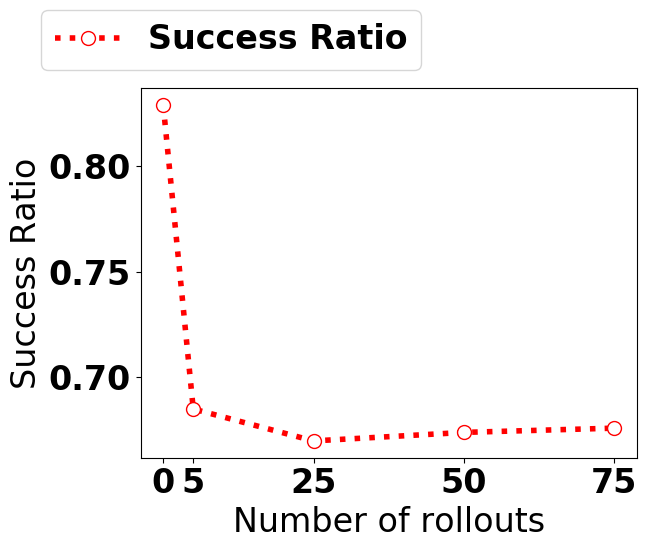 Success Ratio
0.80
0.75
0.70
Success Ratio
0 5 25 50 75
Number of rollouts